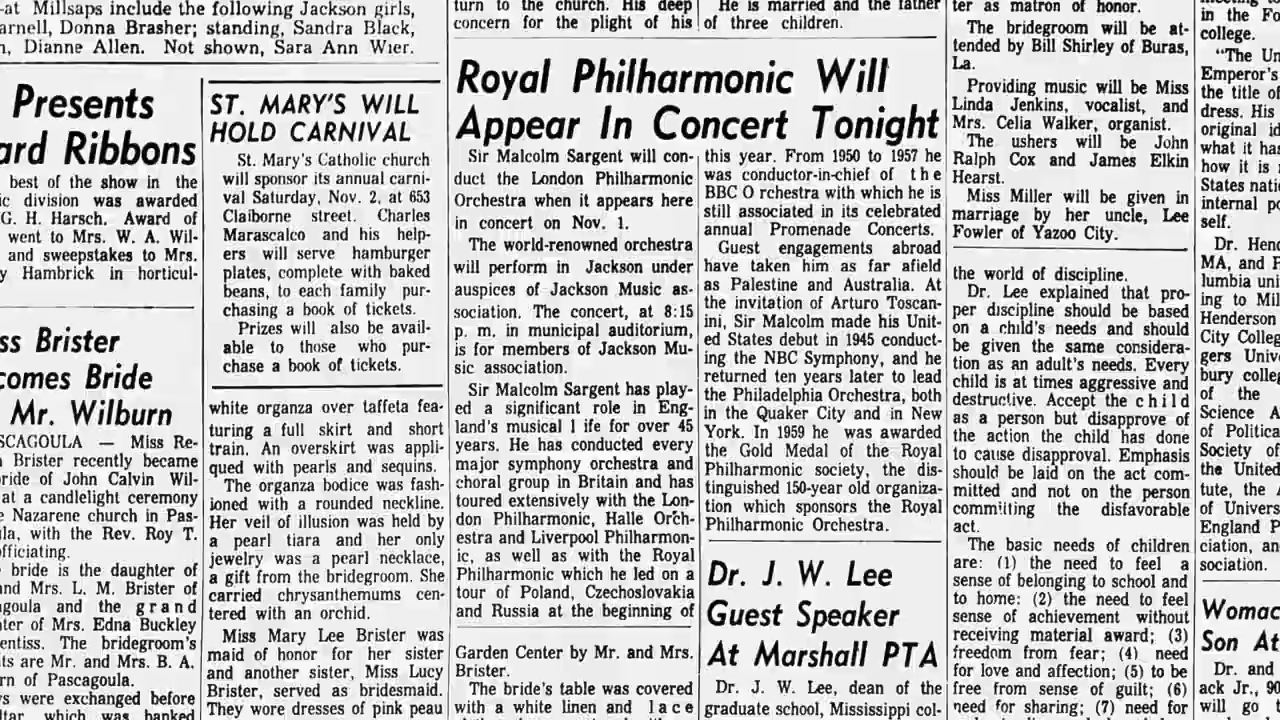 -at Millsaps include the following Jackson girls,
arnell, Donna Brasher; standing, Sandra Black,
Dianne Allen. Not shown, Sara Ann Wier.
Presents
ard Ribbons
best of the show in the
ic division was awarded
G. H. Harsch. Award of
went to Mrs. W. A. Wil-
and sweepstakes to Mrs.
y Hambrick in horticul-
ss Brister
comes Bride
Mr. Wilburn
SCAGOULA — Miss Re-
Brister recently became
bride of John Calvin Wil-
at a candlelight ceremony
Nazarene church in Pas-
la, with the Rev. Roy T.
fficiating.
bride is the daughter of
and Mrs. L. M. Brister of
agoula and the grand
ter of Mrs. Edna Buckley
entiss. The bridegroom's
ts are Mr. and Mrs. B. A.
rn of Pascagoula.
s were exchanged before
ltar, which was banked
ST. MARY'S WILL
HOLD CARNIVAL
St. Mary's Catholic church
will sponsor its annual carni-
val Saturday, Nov. 2, at 653
Claiborne street. Charles
Marascalco and his help-
ers will serve hamburger
plates, complete with baked
beans, to each family pur-
chasing a book of tickets.
Prizes will also be avail-
able to those who pur-
chase a book of tickets.
white organza over taffeta fea-
turing a full skirt and short
train. An overskirt was appli-
qued with pearls and sequins.
The organza bodice was fash-
ioned with a rounded neckline.
Her veil of illusion was held by
a pearl tiara and her only
jewelry was a pearl necklace,
a gift from the bridegroom. She
carried chrysanthemums cen-
tered with an orchid.
Miss Mary Lee Brister was
maid of honor for her sister
and another sister, Miss Lucy
Brister, served as bridesmaid.
They wore dresses of pink peau
turn to the church. His deep
concern for the plight of his
He is married and the father
of three children.
Royal Philharmonic Will
Appear In Concert Tonight
Sir Malcolm Sargent will con-
duct the London Philharmonic
Orchestra when it appears here
in concert on Nov. 1.
The world-renowned orchestra
will perform in Jackson under
auspices of Jackson Music as-
sociation. The concert, at 8:15
p. m. in municipal auditorium,
is for members of Jackson Mu-
sic association.
Sir Malcolm Sargent has play-
ed a significant role in Eng-
land's musical l ife for over 45
years. He has conducted every
major symphony orchestra and
choral group in Britain and has
toured extensively with the Lon-
don Philharmonic, Halle Orch-
estra and Liverpool Philharmon-
ic, as well as with the Royal
Philharmonic which he led on a
tour of Poland, Czechoslovakia
and Russia at the beginning of
Garden Center by Mr. and Mrs.
Brister.
The bride's table was covered
with a white linen and lace
this year. From 1950 to 1957 he
was conductor-in-chief of the
BBC O rchestra with which he is
still associated in its celebrated
annual Promenade Concerts.
Guest engagements abroad
have taken him as far afield
as Palestine and Australia. At
the invitation of Arturo Toscan-
ini, Sir Malcolm made his Unit-
ed States debut in 1945 conduct-
ing the NBC Symphony, and he
returned ten years later to lead
the Philadelphia Orchestra, both
in the Quaker City and in New
York. In 1959 he was awarded
the Gold Medal of the Royal
Philharmonic society, the dis-
tinguished 150-year old organiza-
tion which sponsors the Royal
Philharmonic Orchestra.
Dr. J. W. Lee
Guest Speaker
At Marshall PTA
Dr. J. W. Lee, dean of the
graduate school, Mississippi col-
ter as matron of honor.
The bridegroom will be at-
tended by Bill Shirley of Buras,
La.
Providing music will be Miss
Linda Jenkins, vocalist, and
Mrs. Celia Walker, organist.
The ushers will be John
Ralph Cox and James Elkin
Hearst.
Miss Miller will be given in
marriage by her uncle, Lee
Fowler of Yazoo City.
the world of discipline.
Dr. Lee explained that pro-
per discipline should be based
on a child's needs and should
be given the same considera-
tion as an adult's needs. Every
child is at times aggressive and
destructive. Accept the child
as a person but disapprove of
the action the child has done
to cause disapproval. Emphasis
should be laid on the act com-
mitted and not on the person
committing the disfavorable
act.
The basic needs of children
are: (1) the need to feel a
sense of belonging to school and
to home: (2) the need to feel
sense of achievement without
receiving material award; (3)
freedom from fear; (4) need
for love and affection; (5) to be
free from sense of guilt; (6)
need for sharing; (7) need for
in the Fo
college.
"The Un
Emperor's
the title of
dress. His
original id
what it has
how it is
States nati
internal po
self.
Dr. Hend
MA, and P
lumbia uni
ing to Mil
Henderson
City Colleg
gers Unive
bury colleg
of the
Science A
of Politica
Society of
the United
tute, the
of Univers
England P
ciation, an
sociation.
Womac
Son At
Dr. and
ack Jr., 90
will go